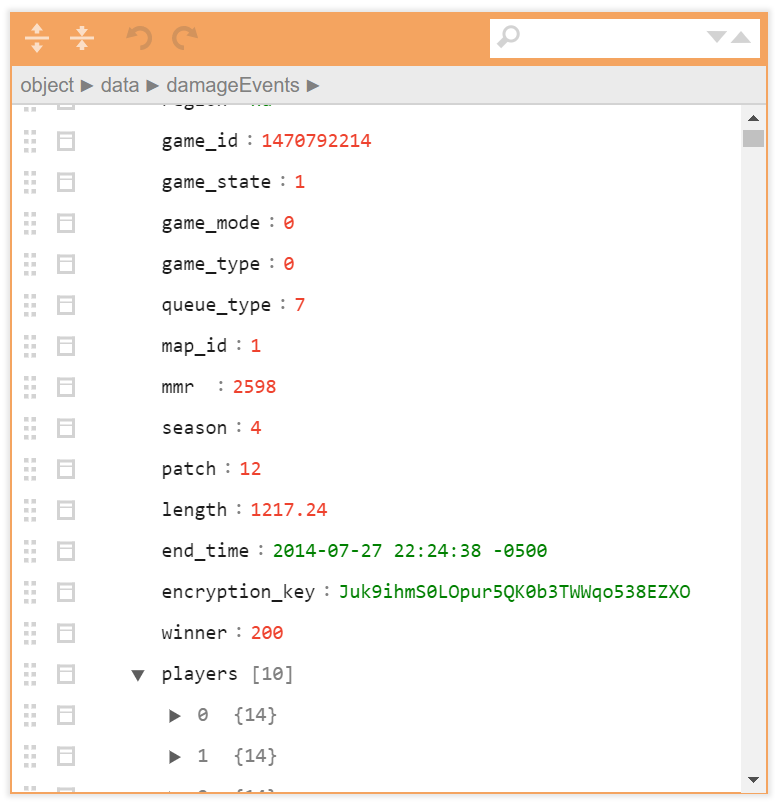 object ▶ data ▶ damageEvents ▶
game_id : 1470792214
game_state : 1
game_mode : 0
game_type : 0
queue_type : 7
map_id : 1
mmr : 2598
season : 4
patch : 12
length : 1217.24
end_time : 2014-07-27 22:24:38 -0500
encryption_key : Juk9ihmS0LOpur5QK0b3TWWqo538EZXO
winner : 200
▼ players [10]
▶ 0 {14}
▶ 1 {14}